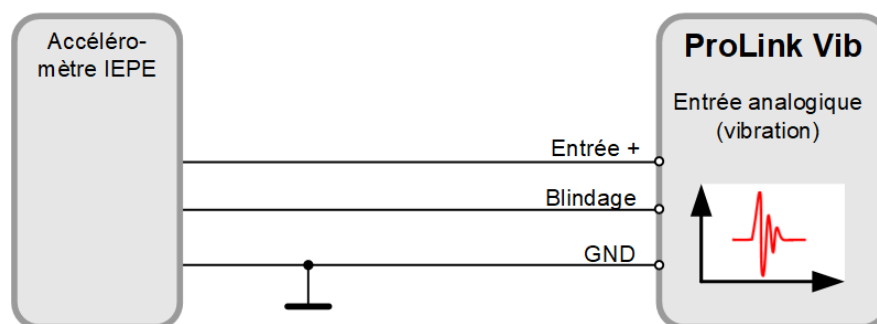 Accéléro-
mètre IEPE
ProLink Vib
Entrée analogique
(vibration)
Entrée +
Blindage
GND